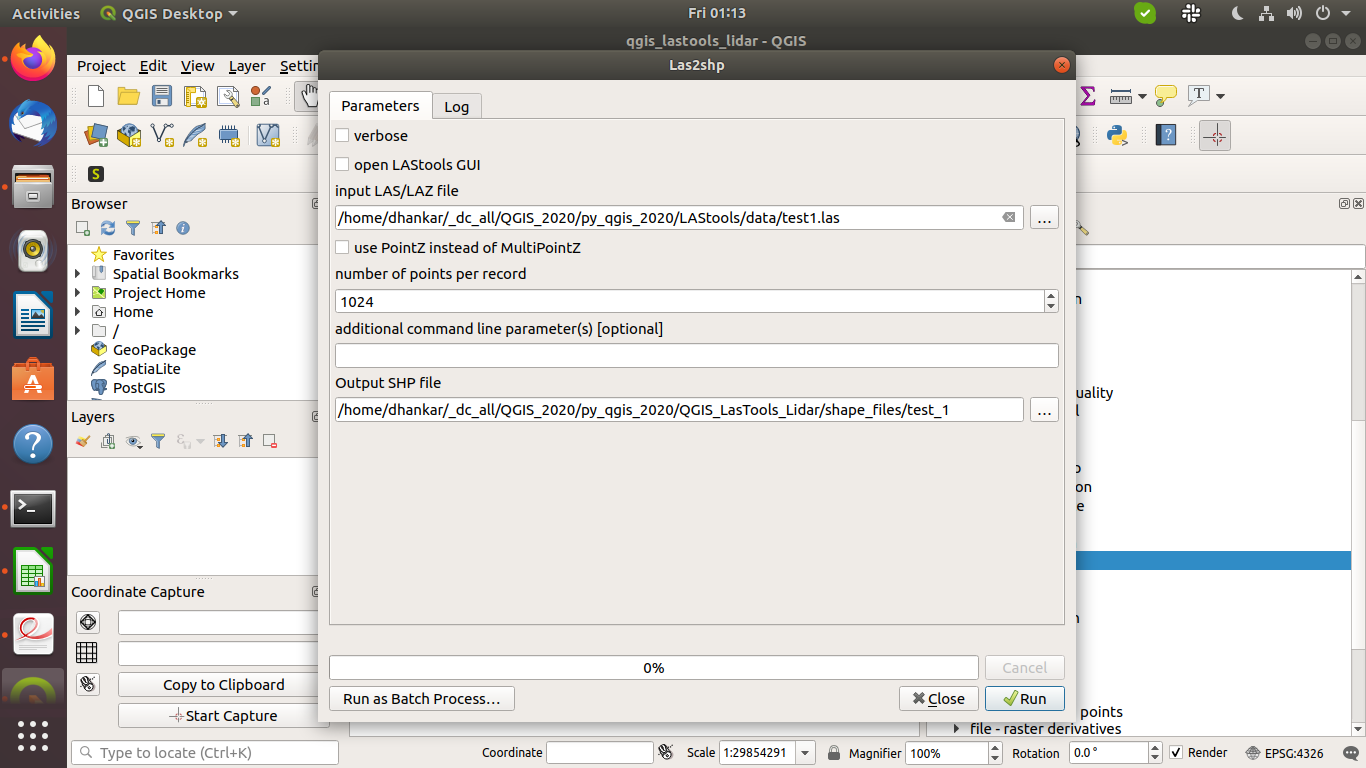 Activities QGIS Desktop Fri 01:13
qgis_lastools_lidar - QGIS
Project Edit View Layer
Las2shp
Parameters Log
verbose
open LAStools GUI
input LAS/LAZ file
/home/dhankar/_dc_all/QGIS_2020/py_qgis_2020/LAStools/data/test1.las ...
use PointZ instead of MultiPointZ
number of points per record
1024
additional command line parameter(s) [optional]
Output SHP file
/home/dhankar/_dc_all/QGIS_2020/py_qgis_2020/QGIS_LasTools_Lidar/shape_files/test_1 ...
0% Cancel
Run as Batch Process... Close Run
S
Browser
Favorites
Spatial Bookmarks
Project Home
Home
/
GeoPackage
SpatiaLite
PostGIS
Layers
Coordinate Capture
Copy to Clipboard
Start Capture
points
file - raster derivatives
Type to locate (Ctrl+K) Coordinate Scale 1:29854291 Magnifier 100% Rotation 0.0 ° Render EPSG:4326